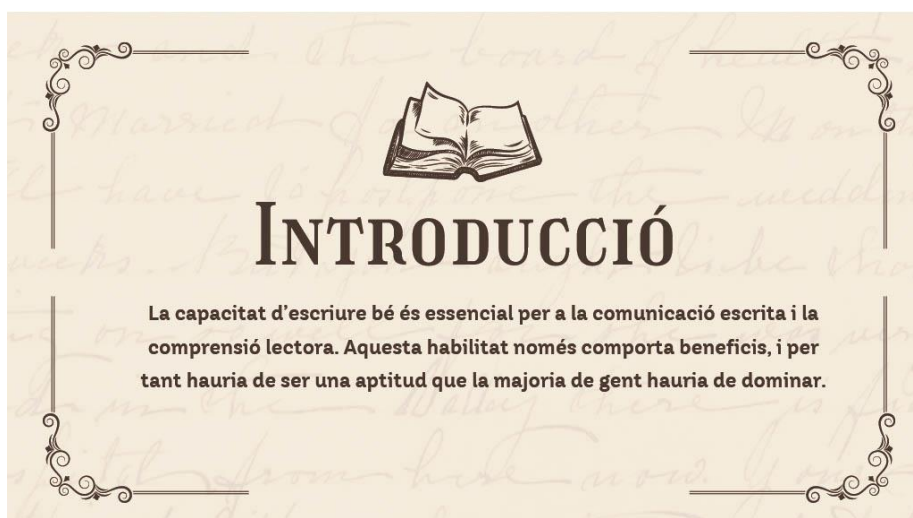 INTRODUCCIÓ
La capacitat d’escriure bé és essencial per a la comunicació escrita i la
comprensió lectora. Aquesta habilitat només comporta beneficis, i per
tant hauria de ser una aptitud que la majoria de gent hauria de dominar.